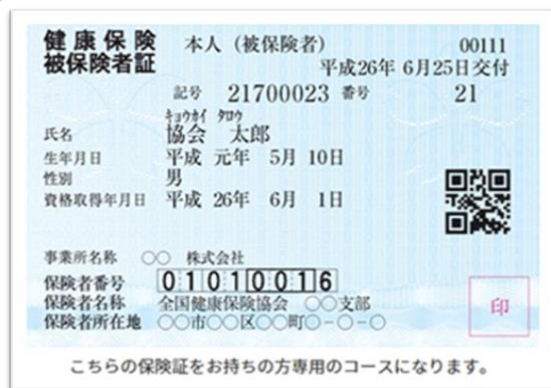 健康保険 本人（被保険者） 00111
被保険者証 平成26年 6月25日交付
記号 21700023 番号 21
ｷｮｳｶｲ ﾀﾛｳ
氏名 協会 太郎
生年月日 平成 元年 5月 10日
性別 男
資格取得年月日 平成 26年 6月 1日
事業所名称 ○○ 株式会社
保険者番号 01010016
保険者名称 全国健康保険協会 ○○支部
保険者所在地 ○○市○○区○○町○-○-○
印
こちらの保険証をお持ちの方専用のコースになります。